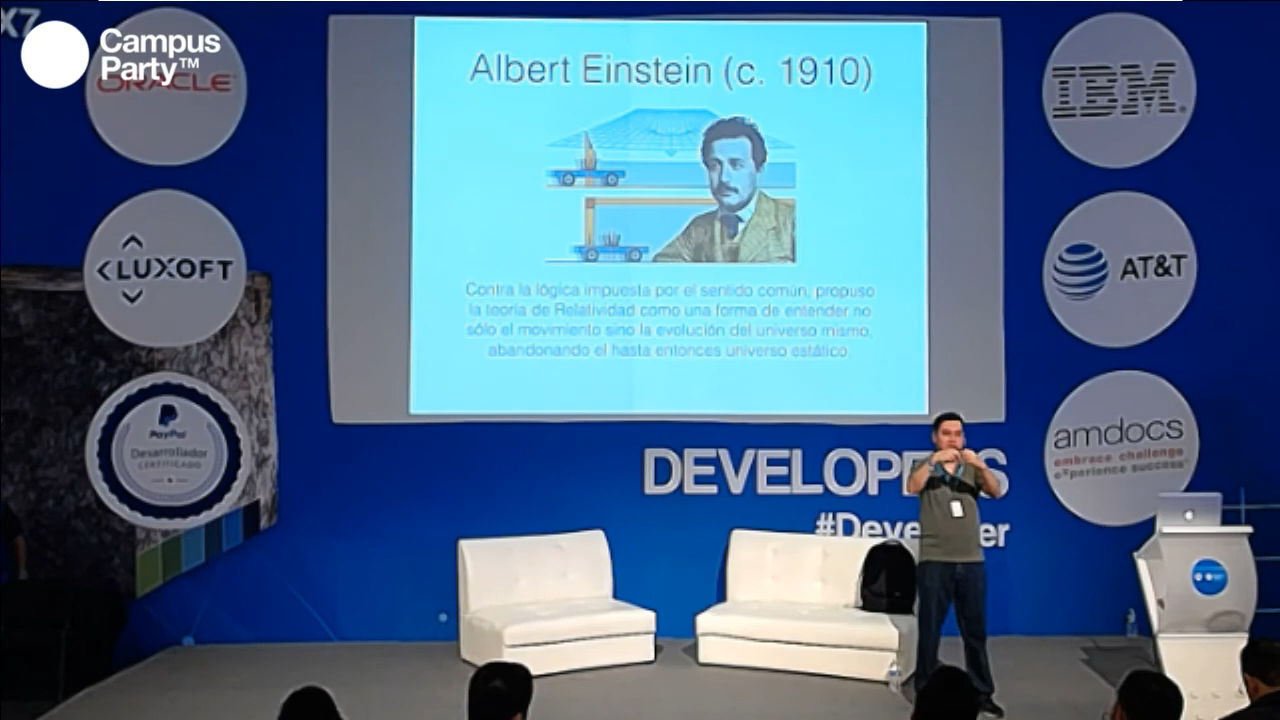 X7
Campus
Party™
ORACLE
<LUXOFT
PayPal
Desarrollador
CERTIFICADO
Albert Einstein (c. 1910)
Contra la lógica impuesta por el sentido común, propuso
la teoría de Relatividad como una forma de entender no
sólo el movimiento sino la evolución del universo mismo,
abandonando el hasta entonces universo estático
IBM
AT&T
amdocs
embrace challenge
experience success